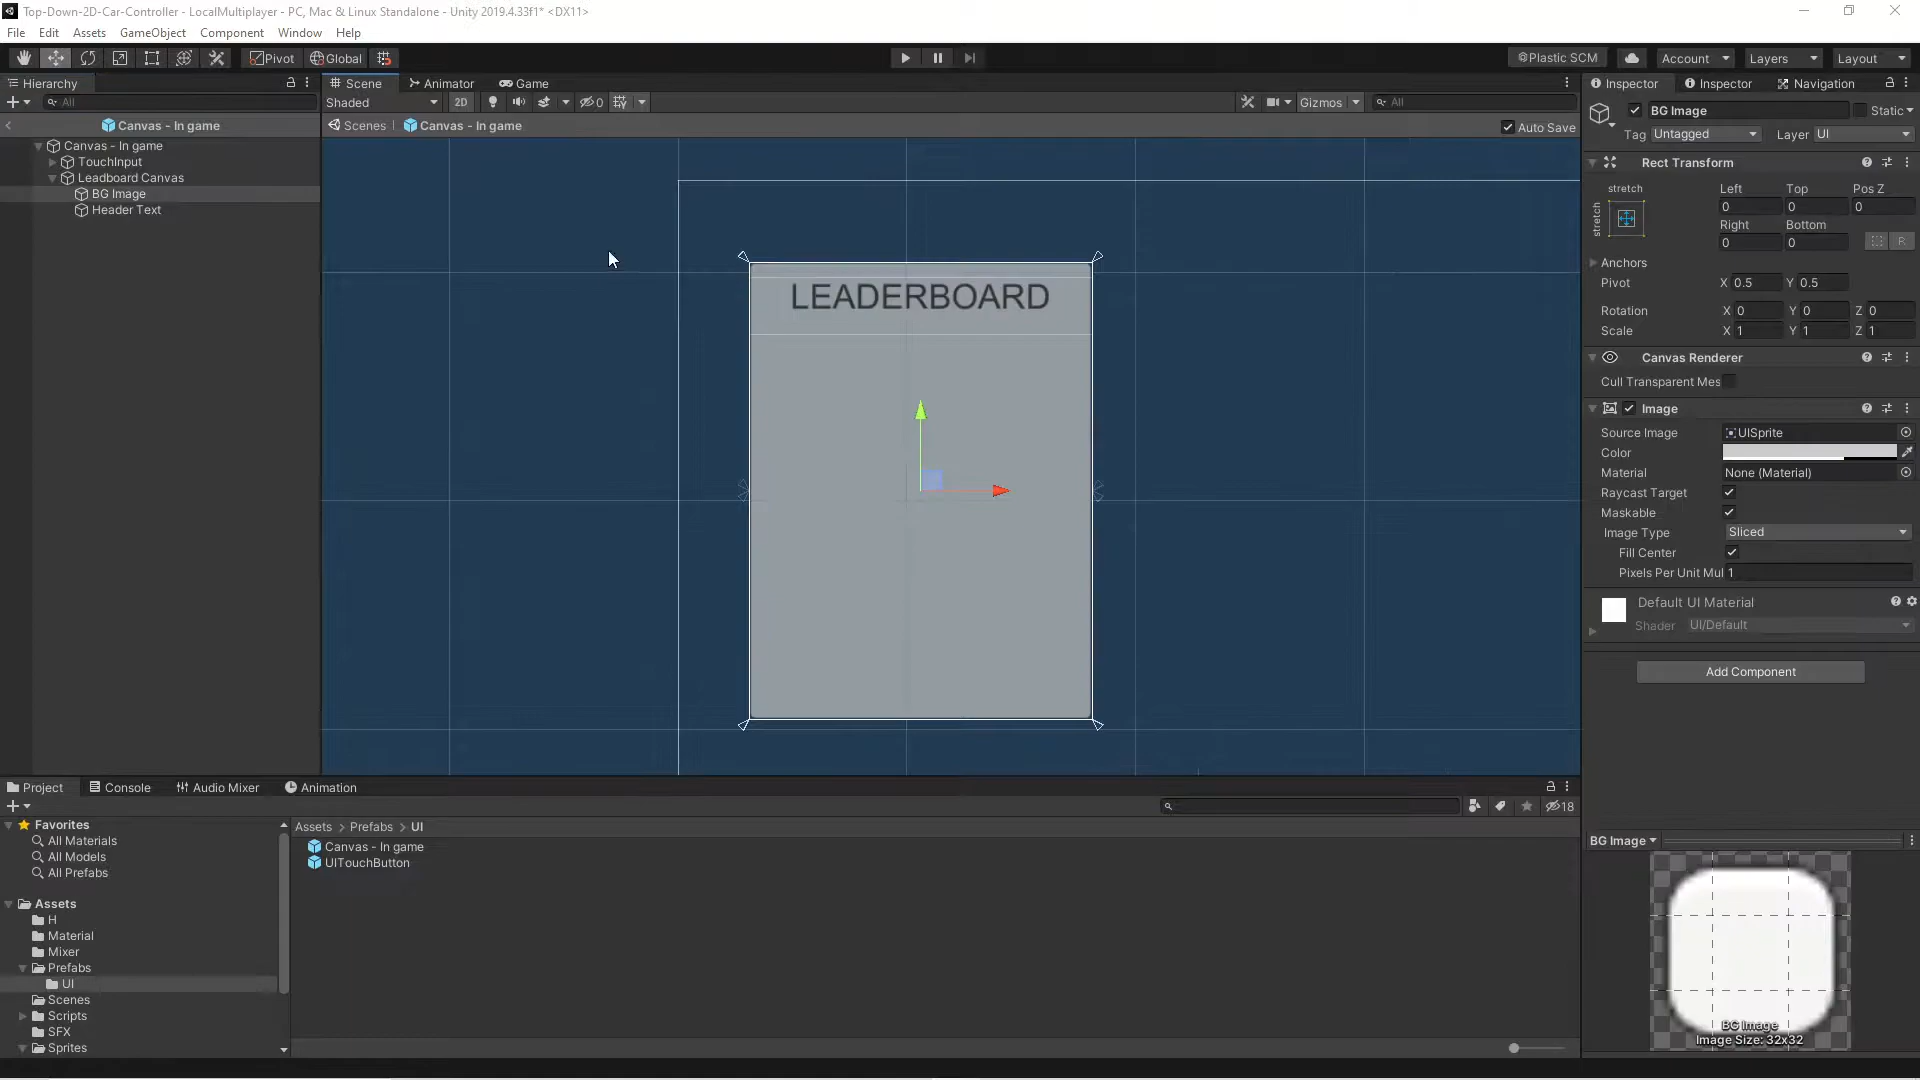 Top-Down-2D-Car-Controller - LocalMultiplayer - PC, Mac & Linux Standalone - Unity 2019.4.33f1* <DX11>
File Edit Assets GameObject Component Window Help
Pivot Global Plastic SCM Account Layers Layout
Hierarchy Scene Animator Game Inspector Inspector Navigation
All Shaded 2D 0 Gizmos All
Canvas - In game Scenes Canvas - In game Auto Save
Canvas - In game
TouchInput
Leadboard Canvas
BG Image
Header Text
LEADERBOARD
BG Image Static
Tag Untagged Layer UI
Rect Transform
stretch Left Top Pos Z
stretch 0 0 0
Right Bottom
0 0 R
Anchors
Pivot X 0.5 Y 0.5
Rotation X 0 Y 0 Z 0
Scale X 1 Y 1 Z 1
Canvas Renderer
Cull Transparent Mes
Image
Source Image UISprite
Color
Material None (Material)
Raycast Target
Maskable
Image Type Sliced
Fill Center
Pixels Per Unit Mul 1
Default UI Material
Shader UI/Default
Add Component
Project Console Audio Mixer Animation
18
Favorites
All Materials
All Models
All Prefabs
Assets
H
Material
Mixer
Prefabs
UI
Scenes
Scripts
SFX
Sprites
Assets > Prefabs > UI
Canvas - In game
UITouchButton
BG Image
BG Image
Image Size: 32x32